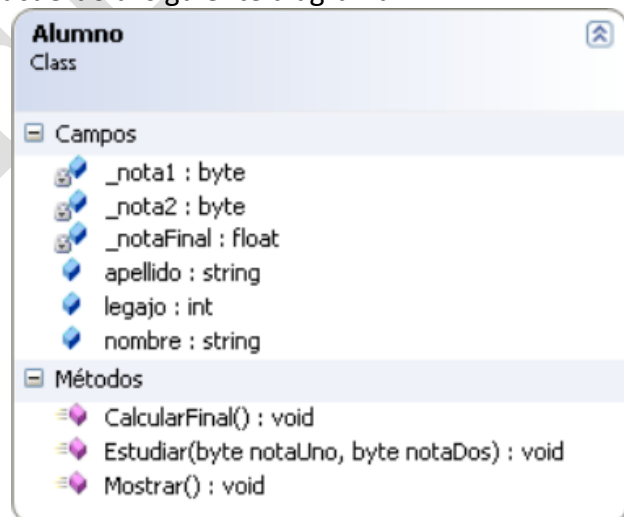 Alumno
Class
Campos
_nota1 : byte
_nota2 : byte
_notaFinal : float
apellido : string
legajo : int
nombre : string
Métodos
CalcularFinal() : void
Estudiar(byte notaUno, byte notaDos) : void
Mostrar() : void